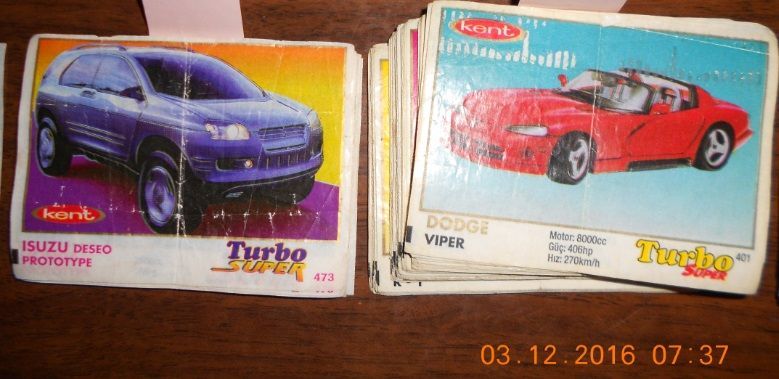 kent
ISUZU DESEO
PROTOTYPE
Turbo
SUPER
473
kent
DODGE
VIPER
Motor: 8000cc
Güç: 406hp
Hız: 270km/h
Turbo
SUPER
401
03.12.2016 07:37